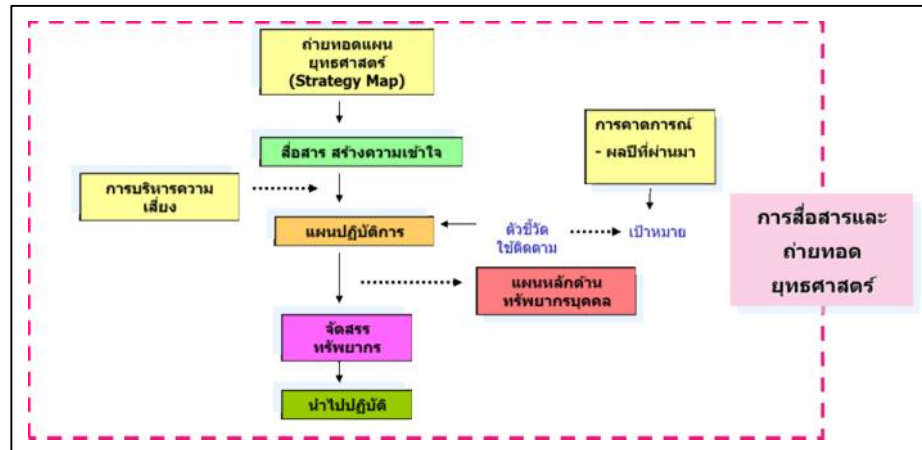 ถ่ายทอดแผน
ยุทธศาสตร์
(Strategy Map)
สื่อสาร สร้างความเข้าใจ
การคาดการณ์
- ผลปีที่ผ่านมา
การบริหารความ
เสี่ยง
แผนปฏิบัติการ
ตัวชี้วัด
ใช้ติดตาม
เป้าหมาย
การสื่อสารและ
ถ่ายทอด
ยุทธศาสตร์
แผนหลักด้าน
ทรัพยากรบุคคล
จัดสรร
ทรัพยากร
นำไปปฏิบัติ